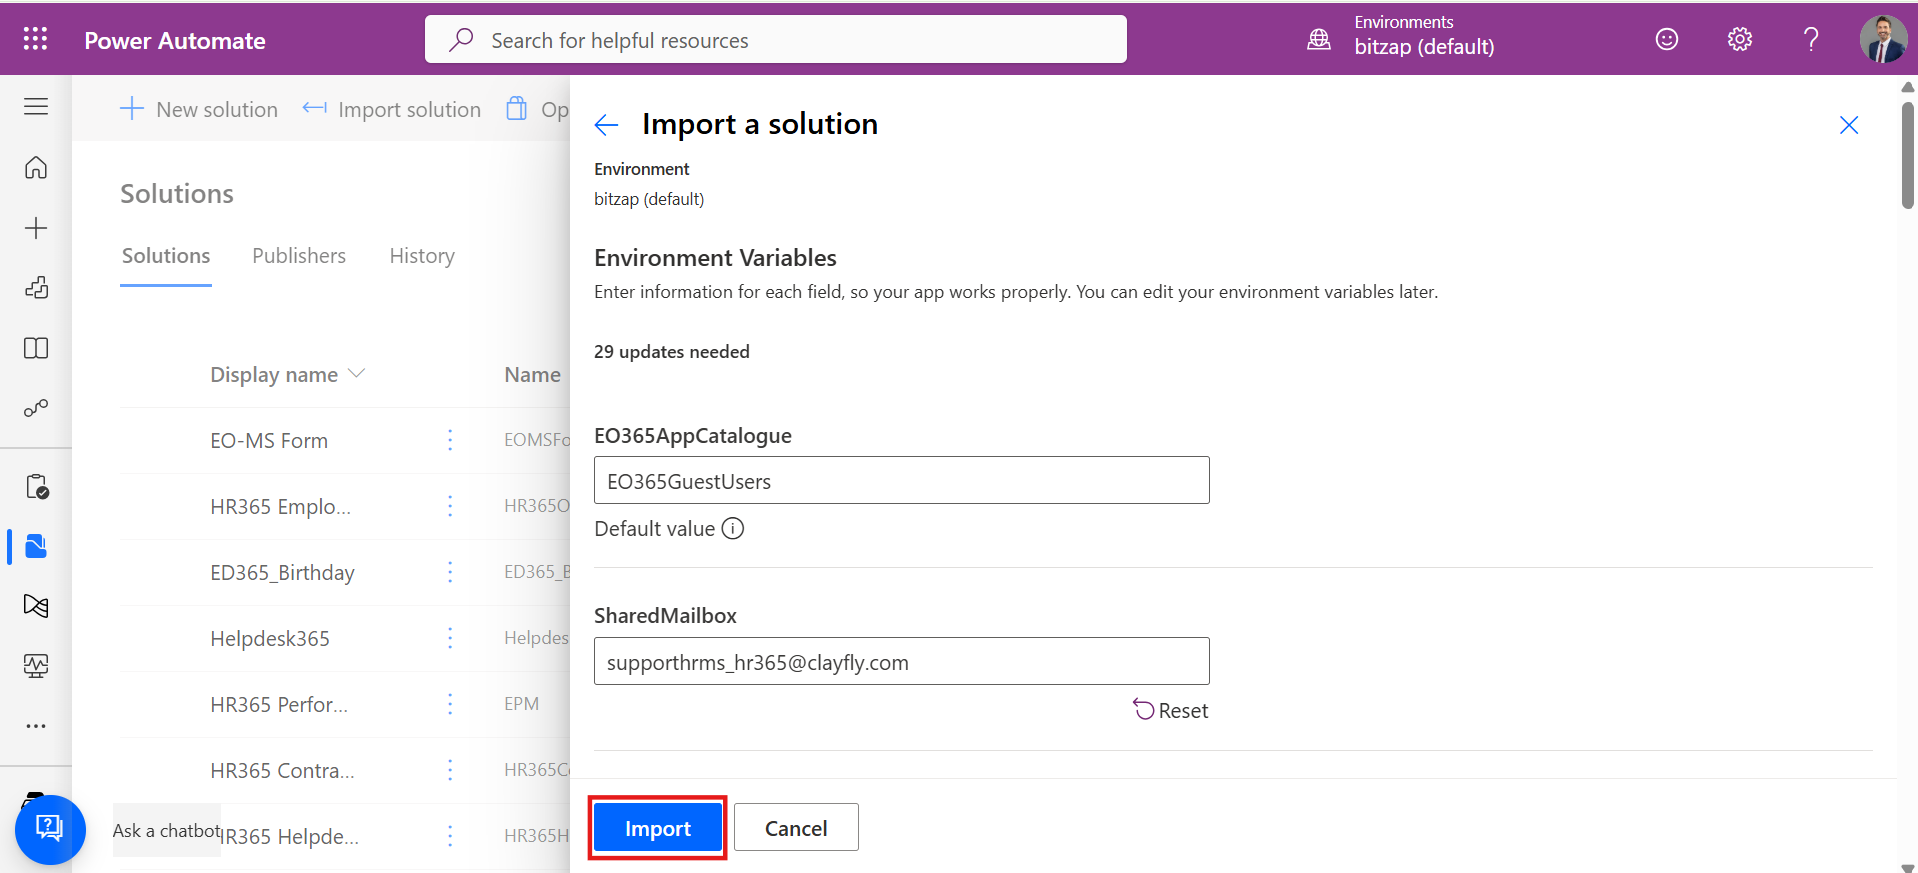 Power Automate
Search for helpful resources
Environments
bitzap (default)
New solution
Import solution
Op
Solutions
Solutions
Publishers
History
Display name
Name
EO-MS Form
EOMSFo
HR365 Emplo...
HR365O
ED365_Birthday
ED365_B
Helpdesk365
Helpdes
HR365 Perfor...
EPM
HR365 Contra...
HR365Co
HR365 Helpde...
HR365H
Ask a chatbot
Import a solution
Environment
bitzap (default)
Environment Variables
Enter information for each field, so your app works properly. You can edit your environment variables later.
29 updates needed
EO365AppCatalogue
EO365GuestUsers
Default value
SharedMailbox
supporthrms_hr365@clayfly.com
Reset
Import
Cancel